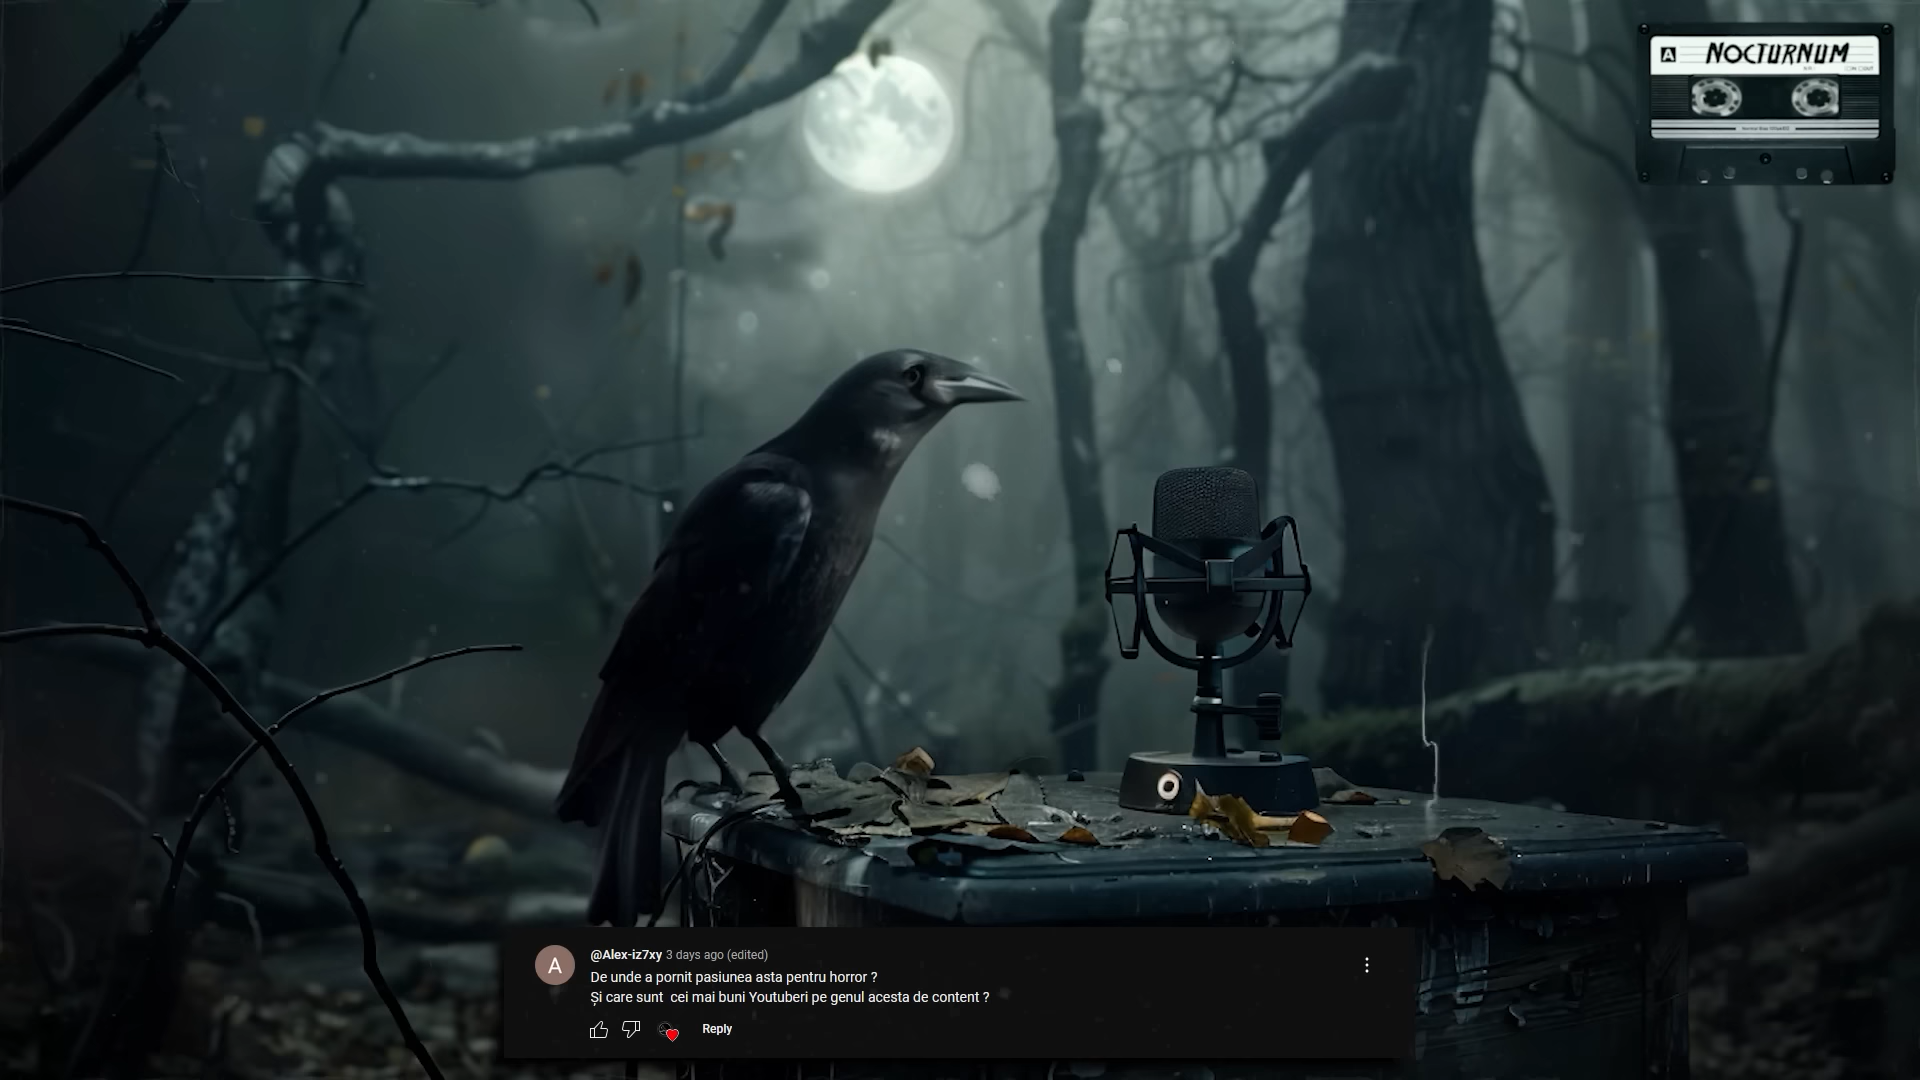 A NOCTURNUM
A
@Alex-iz7xy 3 days ago (edited)
De unde a pornit pasiunea asta pentru horror ?
Și care sunt  cei mai buni Youtuberi pe genul acesta de content ?
Reply